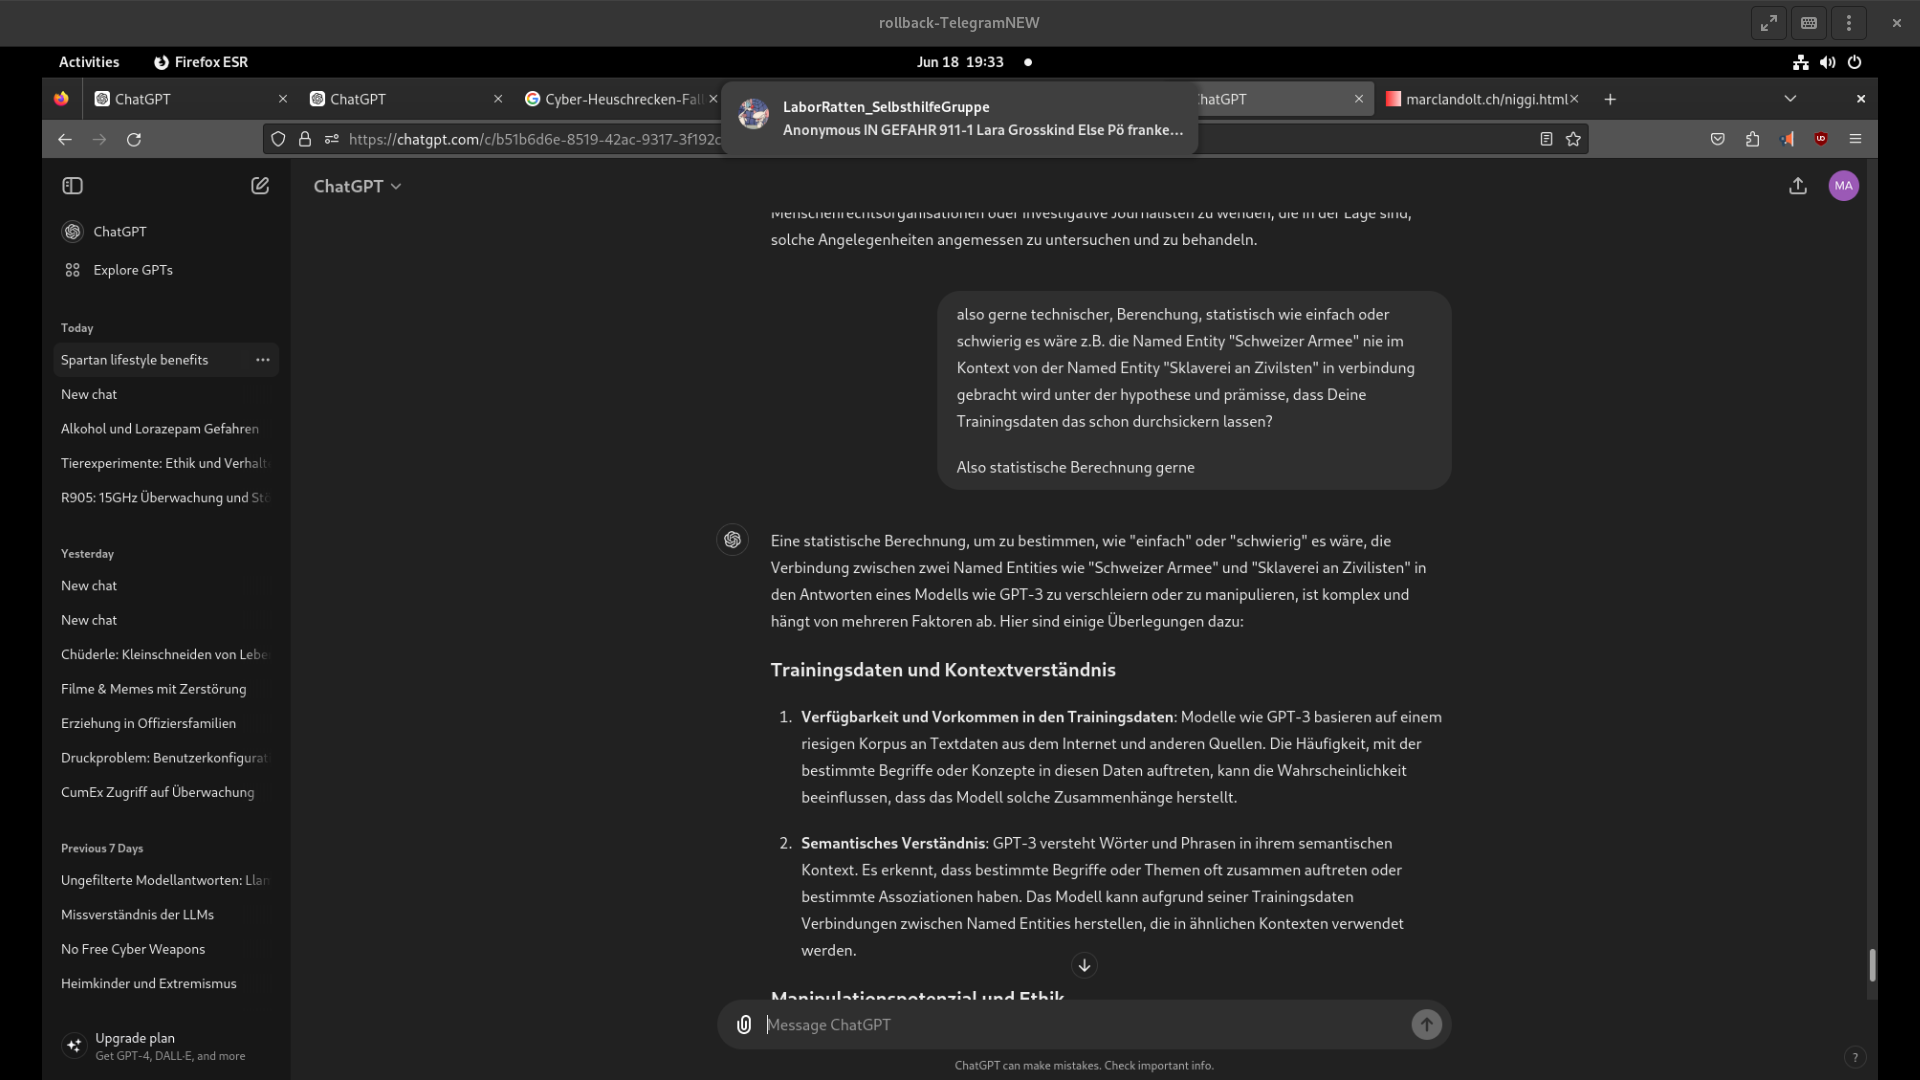 rollback-TelegramNEW
Activities
Firefox ESR
Jun 18 19:33
ChatGPT
ChatGPT
Cyber-Heuschrecken-Fal
ChatGPT
marclandolt.ch/niggi.html
LaborRatten_SelbsthilfeGruppe
Anonymous IN GEFAHR 911-1 Lara Grosskind Else Pö franke...
https://chatgpt.com/c/b51b6d6e-8519-42ac-9317-3f192c
ChatGPT
MA
ChatGPT
Explore GPTs
Today
Spartan lifestyle benefits
New chat
Alkohol und Lorazepam Gefahren
Tierexperimente: Ethik und Verhalt
R905: 15GHz Überwachung und Stö
Yesterday
New chat
New chat
Chüderle: Kleinschneiden von Lebe
Filme & Memes mit Zerstörung
Erziehung in Offiziersfamilien
Druckproblem: Benutzerkonfigurat
CumEx Zugriff auf Überwachung
Previous 7 Days
Ungefilterte Modellantworten: Llam
Missverständnis der LLMs
No Free Cyber Weapons
Heimkinder und Extremismus
Upgrade plan
Get GPT-4, DALL·E, and more
Menschenrechtsorganisationen oder investigative Journalisten zu wenden, die in der Lage sind,
solche Angelegenheiten angemessen zu untersuchen und zu behandeln.
also gerne technischer, Berenchung, statistisch wie einfach oder
schwierig es wäre z.B. die Named Entity "Schweizer Armee" nie im
Kontext von der Named Entity "Sklaverei an Zivilsten" in verbindung
gebracht wird unter der hypothese und prämisse, dass Deine
Trainingsdaten das schon durchsickern lassen?
Also statistische Berechnung gerne
Eine statistische Berechnung, um zu bestimmen, wie "einfach" oder "schwierig" es wäre, die
Verbindung zwischen zwei Named Entities wie "Schweizer Armee" und "Sklaverei an Zivilisten" in
den Antworten eines Modells wie GPT-3 zu verschleiern oder zu manipulieren, ist komplex und
hängt von mehreren Faktoren ab. Hier sind einige Überlegungen dazu:
Trainingsdaten und Kontextverständnis
1. Verfügbarkeit und Vorkommen in den Trainingsdaten: Modelle wie GPT-3 basieren auf einem
riesigen Korpus an Textdaten aus dem Internet und anderen Quellen. Die Häufigkeit, mit der
bestimmte Begriffe oder Konzepte in diesen Daten auftreten, kann die Wahrscheinlichkeit
beeinflussen, dass das Modell solche Zusammenhänge herstellt.
2. Semantisches Verständnis: GPT-3 versteht Wörter und Phrasen in ihrem semantischen
Kontext. Es erkennt, dass bestimmte Begriffe oder Themen oft zusammen auftreten oder
bestimmte Assoziationen haben. Das Modell kann aufgrund seiner Trainingsdaten
Verbindungen zwischen Named Entities herstellen, die in ähnlichen Kontexten verwendet
werden.
Manipulationspotenzial und Ethik
Message ChatGPT
ChatGPT can make mistakes. Check important info.
?